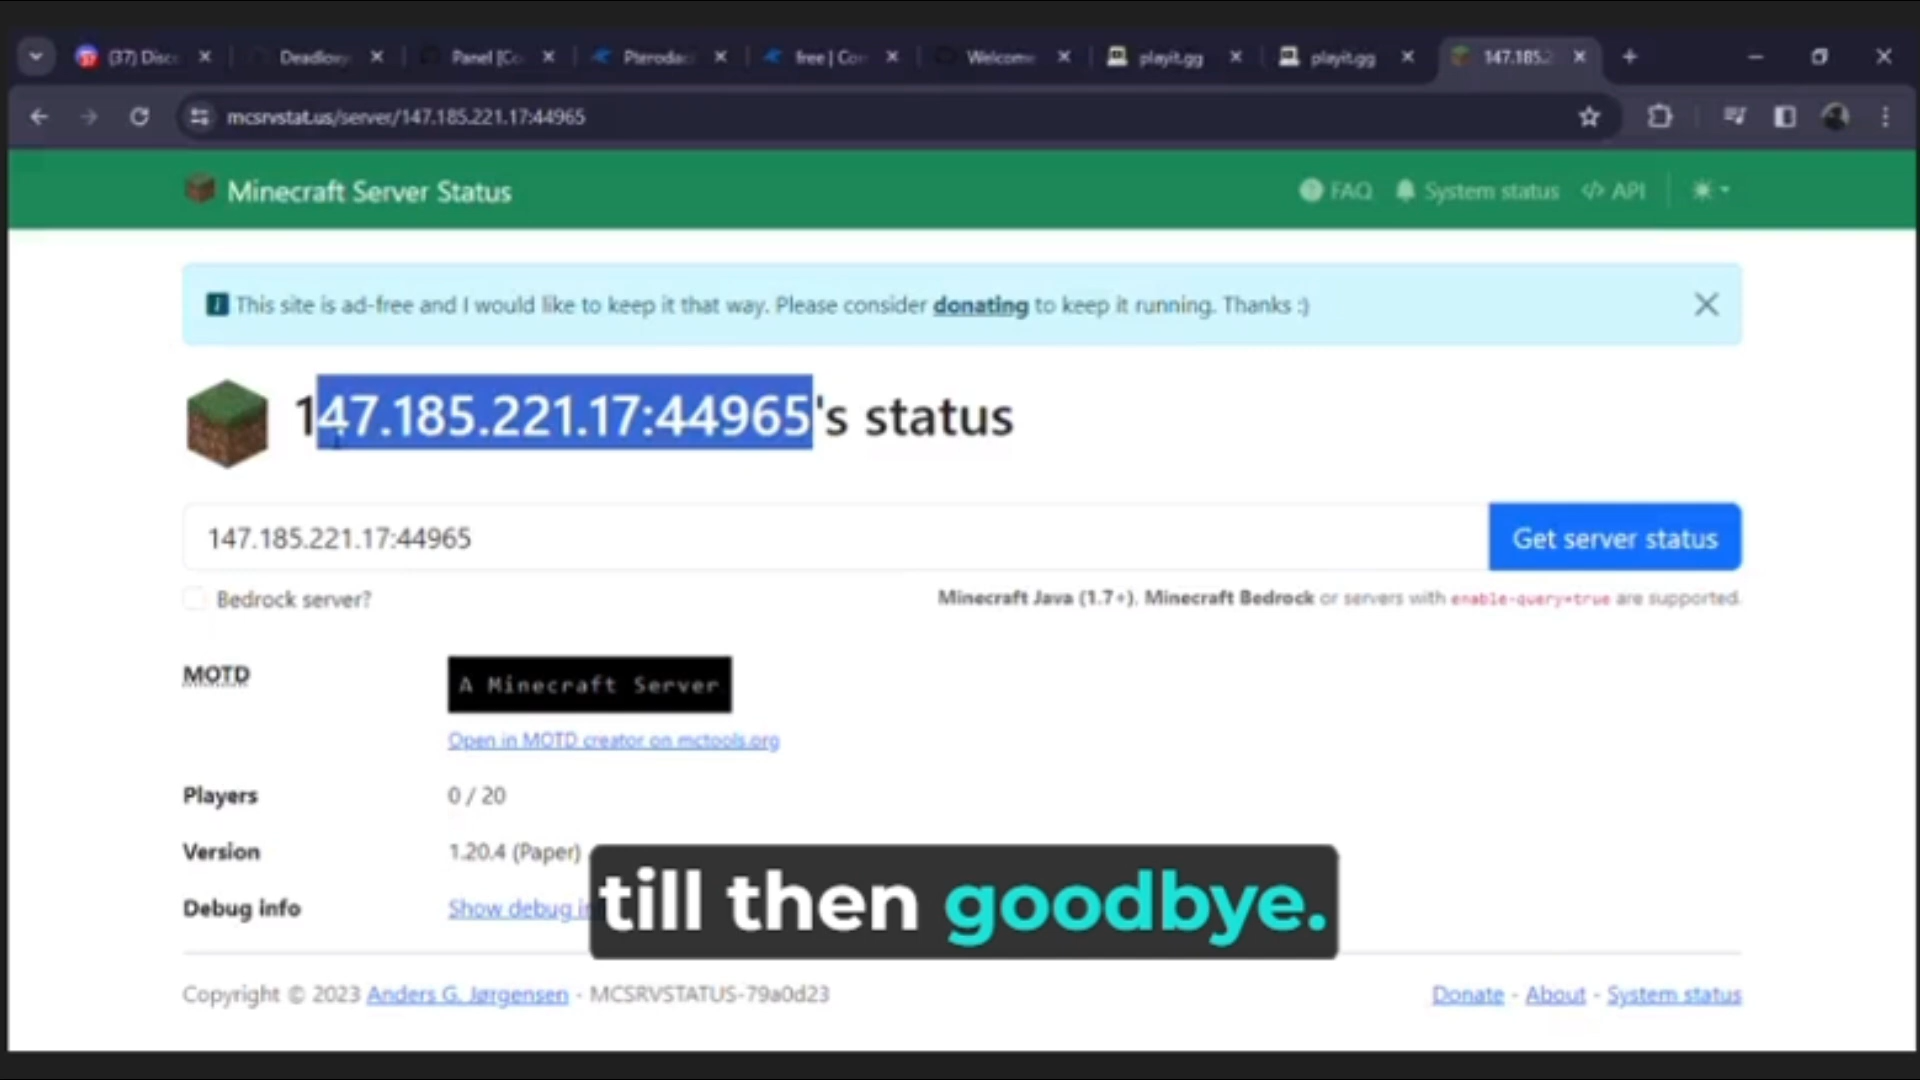 (37) Disc
Deadloxy
Panel [Co
Pterodac
free | Con
Welcome
playit.gg
playit.gg
147.185.2
mcsrvstat.us/server/147.185.221.17:44965
Minecraft Server Status
FAQ
System status
</> API
This site is ad-free and I would like to keep it that way. Please consider donating to keep it running. Thanks :)
147.185.221.17:44965's status
147.185.221.17:44965
Get server status
Bedrock server?
Minecraft Java (1.7+), Minecraft Bedrock or servers with enable-query=true are supported.
MOTD
A Minecraft Server
Open in MOTD creator on mctools.org
Players
0 / 20
Version
1.20.4 (Paper)
Debug info
Show debug in
till then goodbye.
Copyright © 2023 Anders G. Jørgensen - MCSRVSTATUS-79a0d23
Donate - About - System status